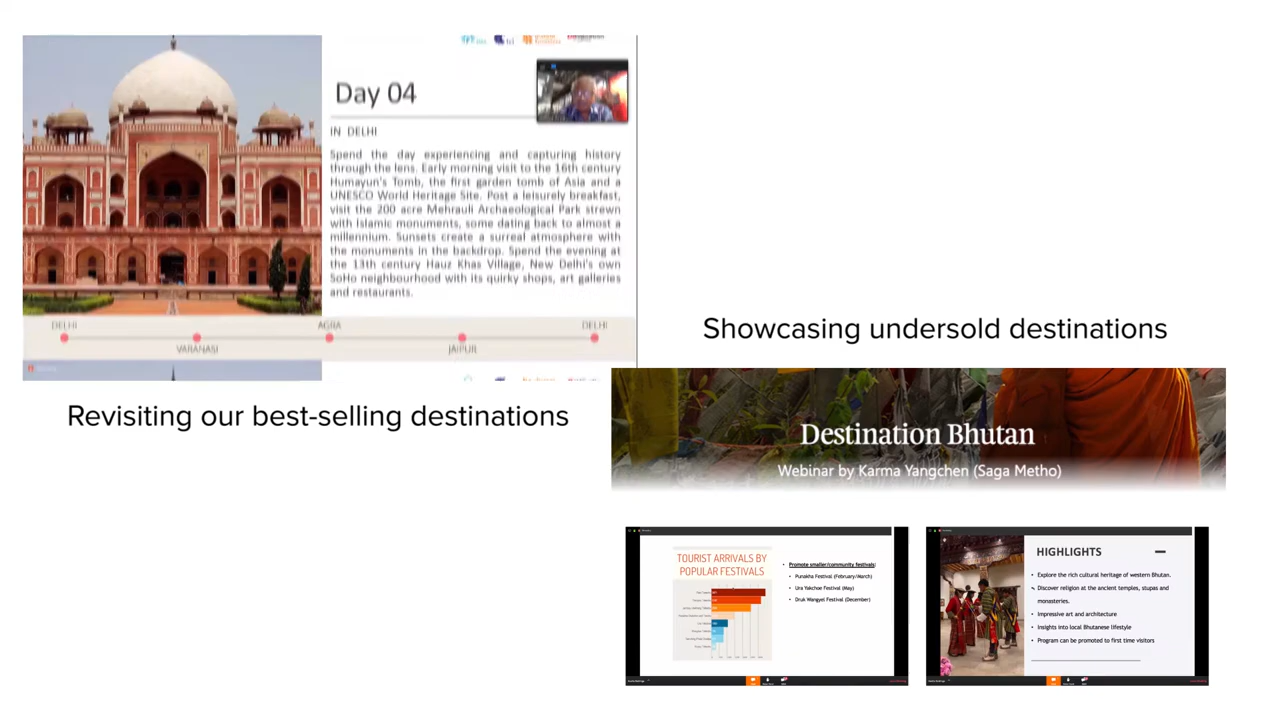 Day 04
IN DELHI
Spend the day experiencing and capturing history
through the lens. Early morning visit to the 16th century
Humayun's Tomb, the first garden tomb of Asia and a
UNESCO World Heritage Site. Post a leisurely breakfast,
visit the 200 acre Mehrauli Archaeological Park strewn
with Islamic monuments, some dating back to almost a
millennium. Sunsets create a surreal atmosphere with
the monuments in the backdrop. Spend the evening at
the 13th century Hauz Khas Village, New Delhi's own
SoHo neighbourhood with its quirky shops, art galleries
and restaurants.
DELHI
VARANASI
AGRA
JAIPUR
DELHI
Revisiting our best-selling destinations
Showcasing undersold destinations
Destination Bhutan
Webinar by Karma Yangchen (Saga Metho)
TOURIST ARRIVALS BY
POPULAR FESTIVALS
• Promote smaller/community festivals:
• Punakha Festival (February/March)
• Ura Yakchoe Festival (May)
• Druk Wangyel Festival (December)
HIGHLIGHTS
• Explore the rich cultural heritage of western Bhutan.
• Discover religion at the ancient temples, stupas and
monasteries.
• Impressive art and architecture
• Insights into local Bhutanese lifestyle
• Program can be promoted to first time visitors